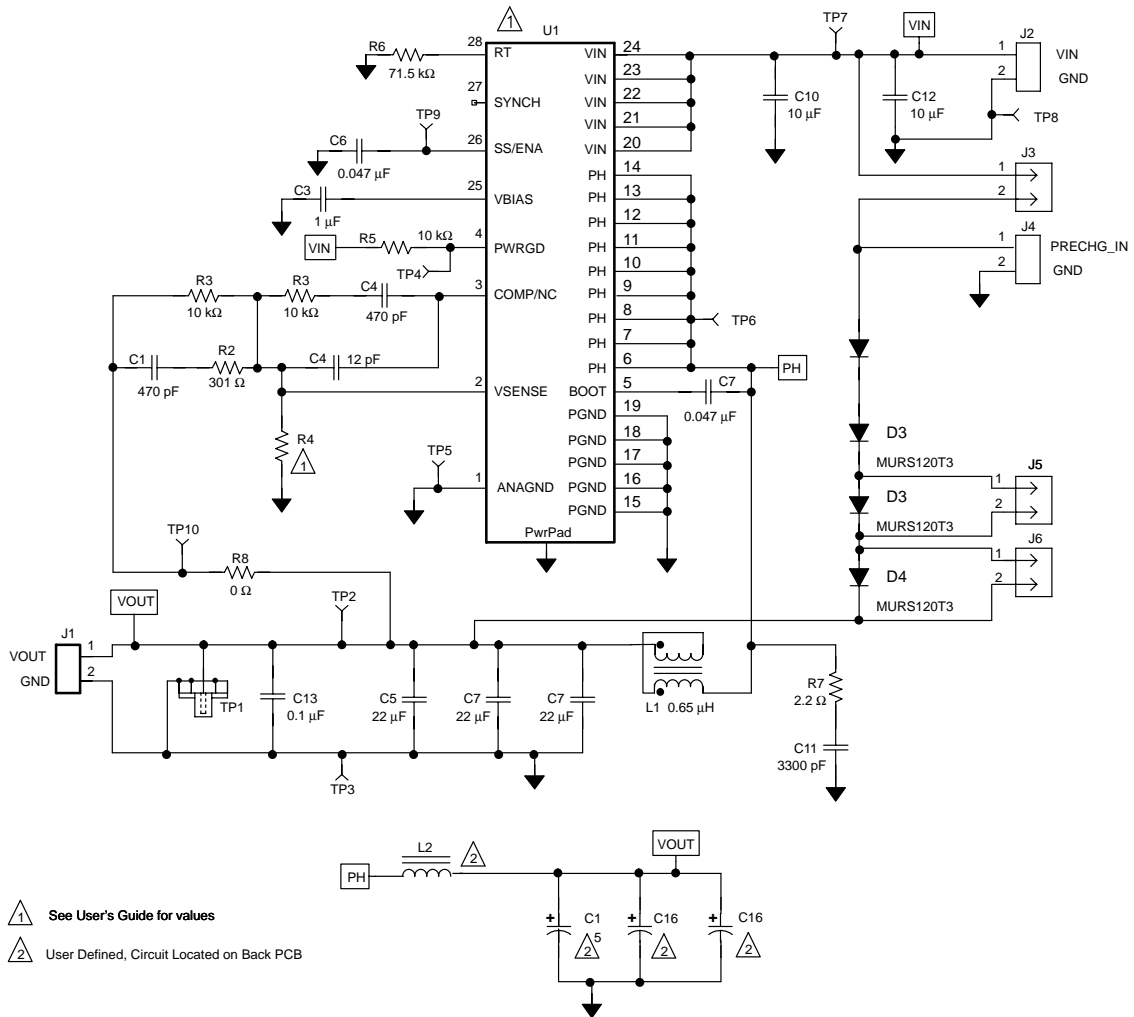 1
U1
TP7
VIN
J2
R6
71.5 kΩ
28
RT
VIN
24
1
VIN
2
GND
27
SYNCH
VIN
23
VIN
22
C10
10 µF
C12
10 µF
TP8
TP9
VIN
21
C6
0.047 µF
26
SS/ENA
VIN
20
J3
PH
14
1
2
C3
1 µF
25
VBIAS
PH
13
PH
12
J4
VIN
R5
10 kΩ
4
PWRGD
PH
11
1
PRECHG_IN
2
GND
TP4
PH
10
R3
10 kΩ
R3
10 kΩ
C4
470 pF
3
COMP/NC
PH
9
PH
8
TP6
PH
7
C1
470 pF
R2
301 Ω
C4
12 pF
PH
6
PH
2
VSENSE
BOOT
5
C7
0.047 µF
PGND
19
R4
1
PGND
18
D3
MURS120T3
PGND
17
TP5
1
ANAGND
PGND
16
J5
1
2
D3
MURS120T3
PGND
15
PwrPad
TP10
J6
1
2
R8
0 Ω
D4
MURS120T3
VOUT
TP2
J1
VOUT
1
GND
2
TP1
C13
0.1 µF
C5
22 µF
C7
22 µF
C7
22 µF
L1 0.65 µH
R7
2.2 Ω
C11
3300 pF
TP3
L2
2
VOUT
PH
+
C1
5
2
+
C16
2
+
C16
2
1
See User's Guide for values
2
User Defined, Circuit Located on Back PCB